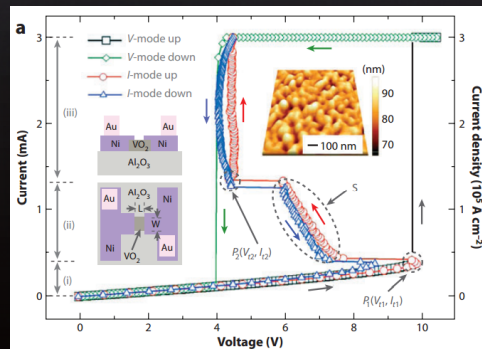 a
V-mode up
V-mode down
I-mode up
I-mode down
(nm)
90
80
70
100 nm
Au
Au
Ni
VO₂
Ni
Al₂O₃
Al₂O₃
Au
L
W
Ni
Ni
Au
VO₂
(iii)
(ii)
(i)
S
P₂(Vₜ₂, Iₜ₂)
P₁(Vₜ₁, Iₜ₁)
3
2
1
0
Current (mA)
3
2
1
0
Current density (10⁵ A cm⁻²)
0
2
4
6
8
10
Voltage (V)